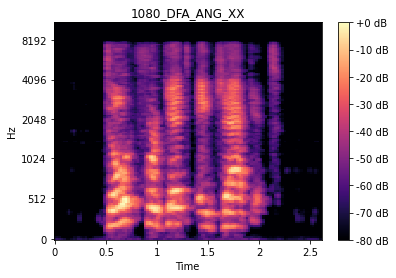 1080_DFA_ANG_XX
+0 dB
8192
-10 dB
4096
-20 dB
-30 dB
2048
Hz
-40 dB
1024
-50 dB
512
-60 dB
-70 dB
0
-80 dB
0 0.5 1 1.5 2 2.5
Time